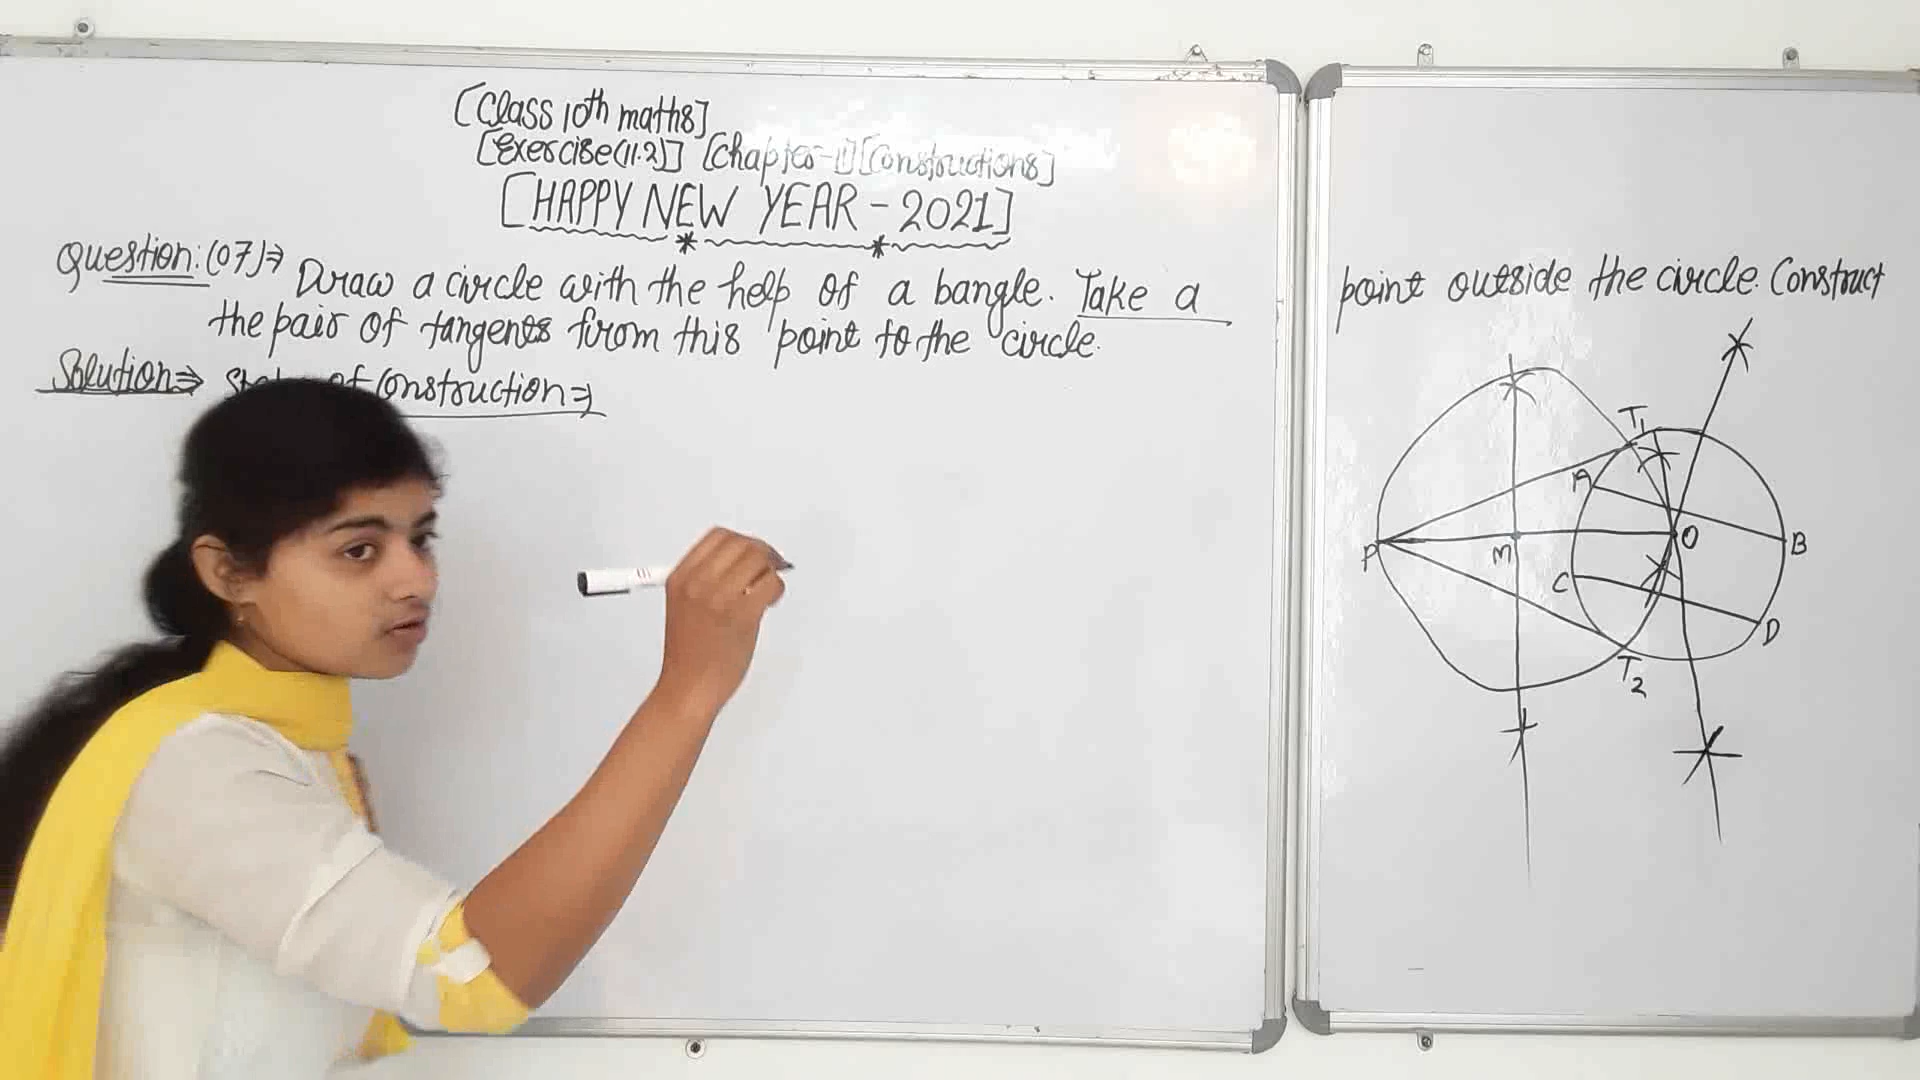 [Class 10th maths]
[Exercise(11.2)] [Chapter-11] [Constructions]
[HAPPY NEW YEAR - 2021]
Question:(07)⇒ Draw a circle with the help of a bangle. Take a point outside the circle. Construct
the pair of tangents from this point to the circle.
Solution⇒ Steps of Construction⇒
T1
A
P
M
O
B
C
D
T2